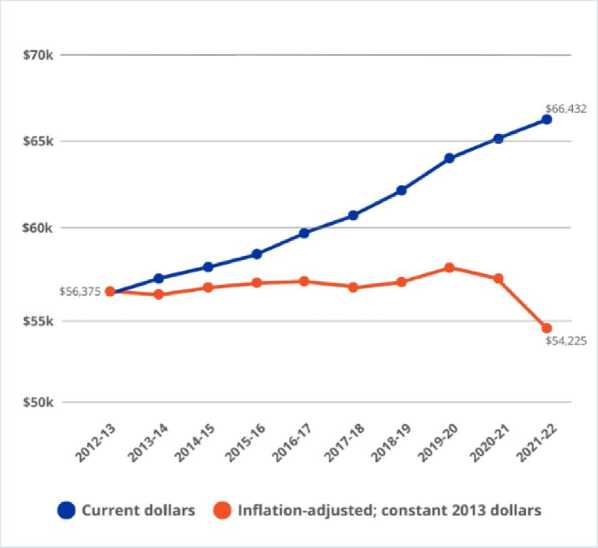 $70k
$66,432
$65k
$60k
$56,375
$55k
$54,225
$50k
2012-13
2013-14
2014-15
2015-16
2016-17
2017-18
2018-19
2019-20
2020-21
2021-22
Current dollars
Inflation-adjusted; constant 2013 dollars